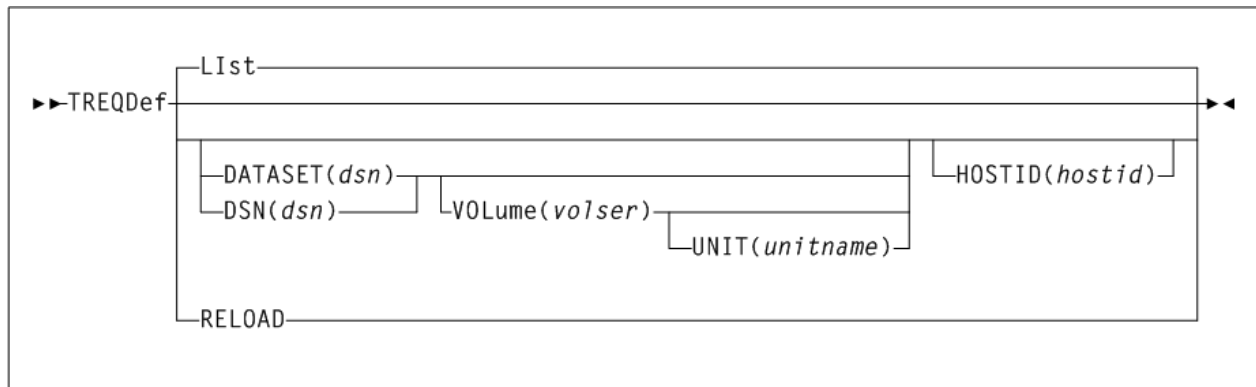 LIst
TREQDef
DATASET(dsn)
HOSTID(hostid)
DSN(dsn)
VOLume(volser)
UNIT(unitname)
RELOAD